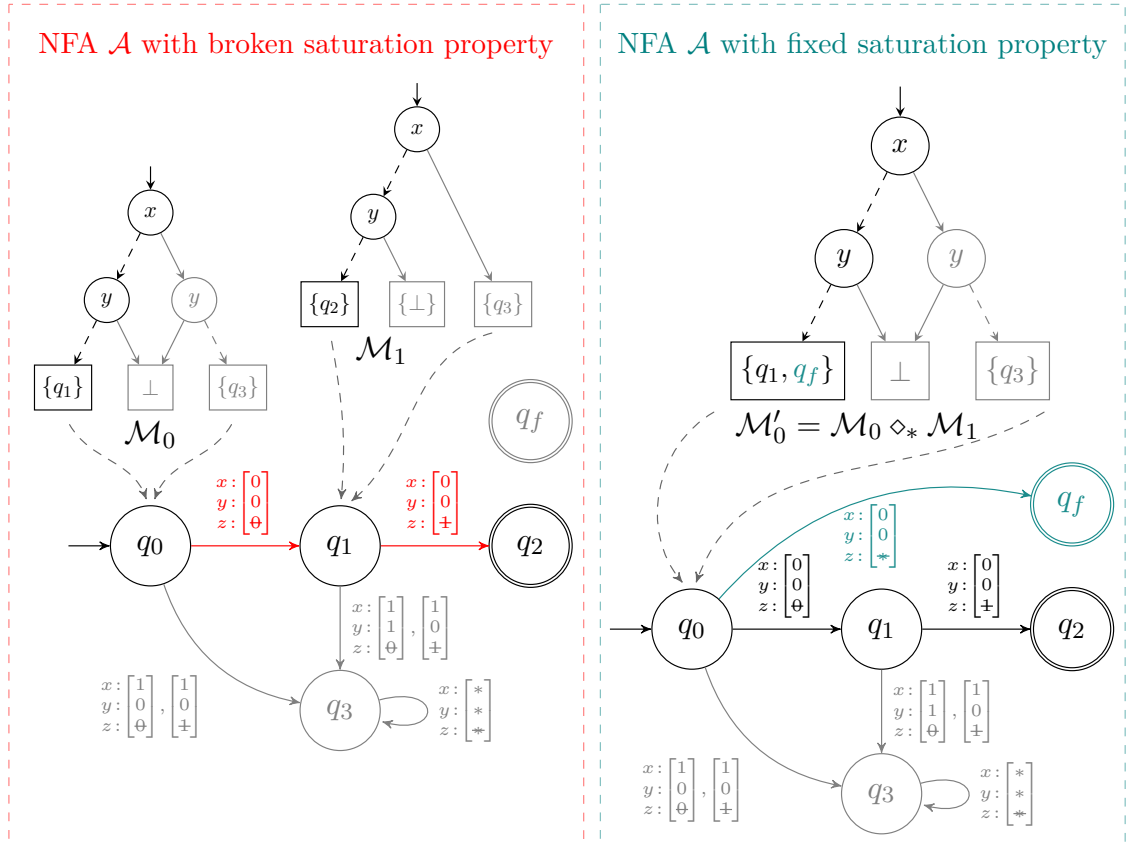 NFA 𝒜 with broken saturation property
x
y
{q₂}
{⊥}
{q₃}
ℳ₁
x
y
y
{q₁}
⊥
{q₃}
ℳ₀
q_f
x: [0]
y: [0]
z: [0̶]
x: [0]
y: [0]
z: [1̶]
q₀
q₁
q₂
x: [1] , [1]
y: [1] , [0]
z: [0̶] , [1̶]
x: [1] , [1]
y: [0] , [0]
z: [0̶] , [1̶]
q₃
x: [*]
y: [*]
z: [*̶]
NFA 𝒜 with fixed saturation property
x
y
y
{q₁, q_f}
⊥
{q₃}
ℳ′₀ = ℳ₀ ⋄_* ℳ₁
q_f
x: [0]
y: [0]
z: [*̶]
x: [0]
y: [0]
z: [0̶]
x: [0]
y: [0]
z: [1̶]
q₀
q₁
q₂
x: [1] , [1]
y: [1] , [0]
z: [0̶] , [1̶]
x: [1] , [1]
y: [0] , [0]
z: [0̶] , [1̶]
q₃
x: [*]
y: [*]
z: [*̶]